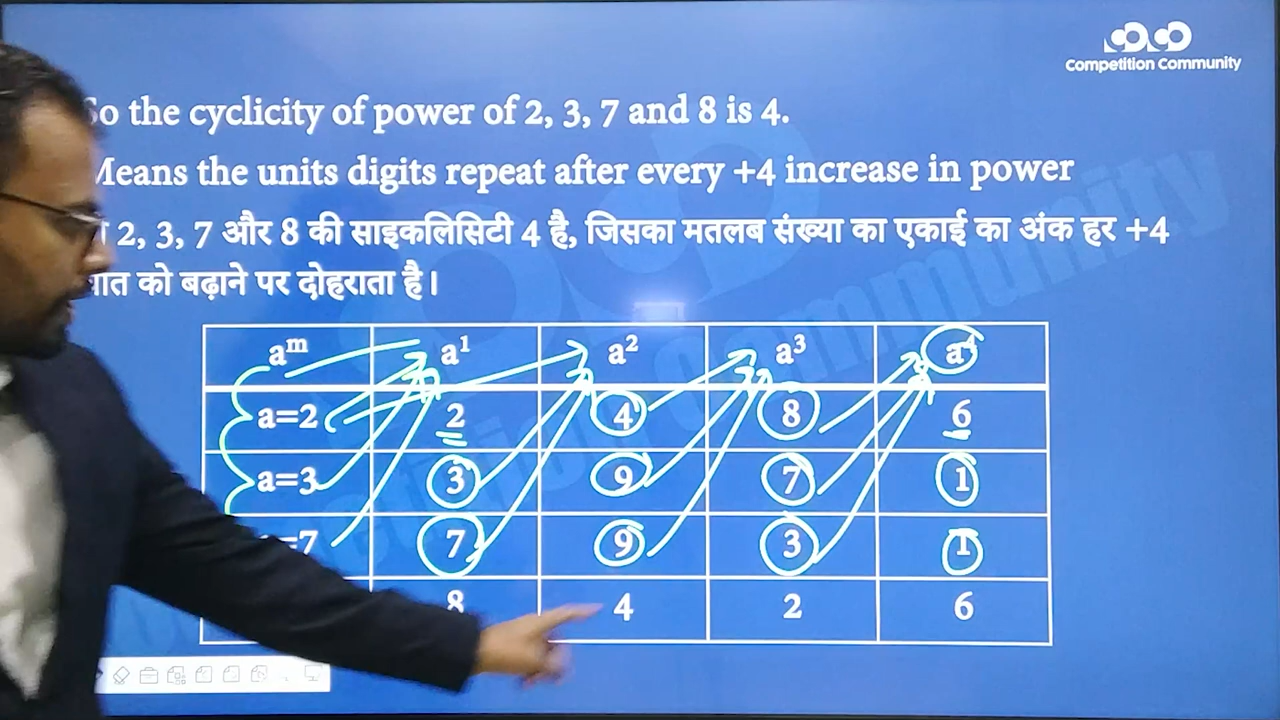 Competition Community
So the cyclicity of power of 2, 3, 7 and 8 is 4.
Means the units digits repeat after every +4 increase in power
2, 3, 7 और 8 की साइकलिसिटी 4 है, जिसका मतलब संख्या का एकाई का अंक हर +4
घात को बढ़ाने पर दोहराता है।
aᵐ a¹ a² a³ a⁴
a=2 2 4 8 6
a=3 3 9 7 1
=7 7 9 3 1
8 4 2 6